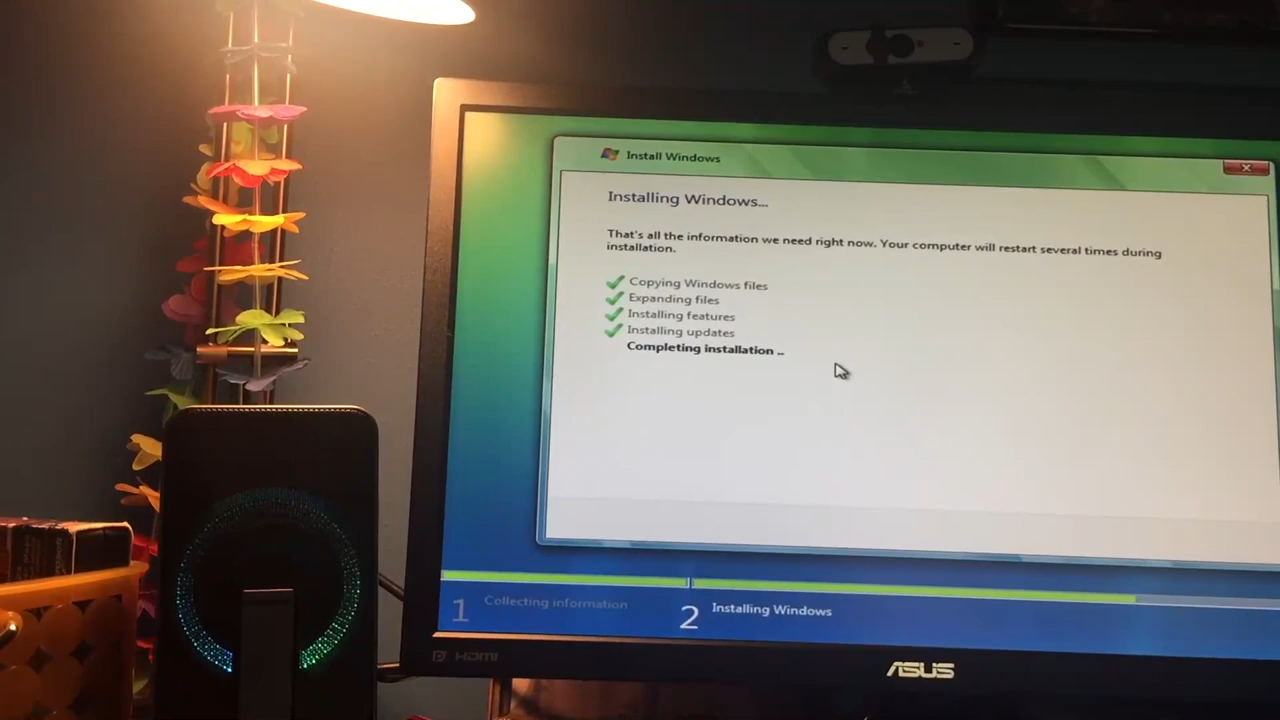 Install Windows
Installing Windows...
That's all the information we need right now. Your computer will restart several times during
installation.
Copying Windows files
Expanding files
Installing features
Installing updates
Completing installation ..
1 Collecting information
2 Installing Windows
HDMI
ASUS